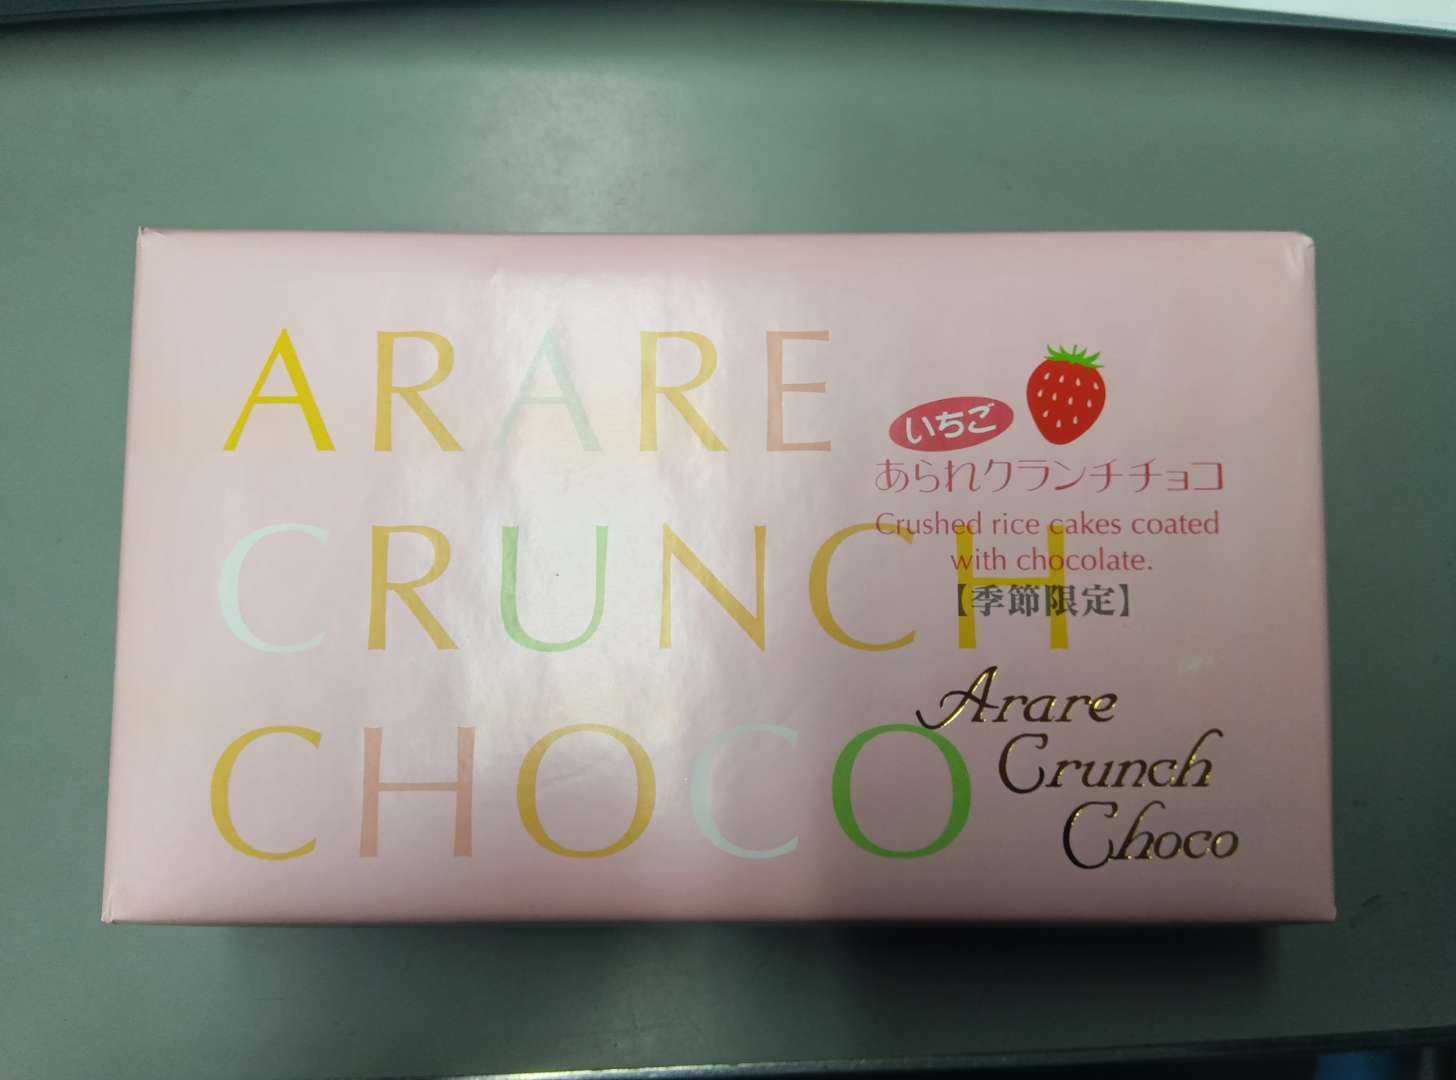 ARARE
いちご
あられクランチチョコ
CRUNCH
Crushed rice cakes coated
with chocolate.
【季節限定】
CHOCO
Arare
Crunch
Choco